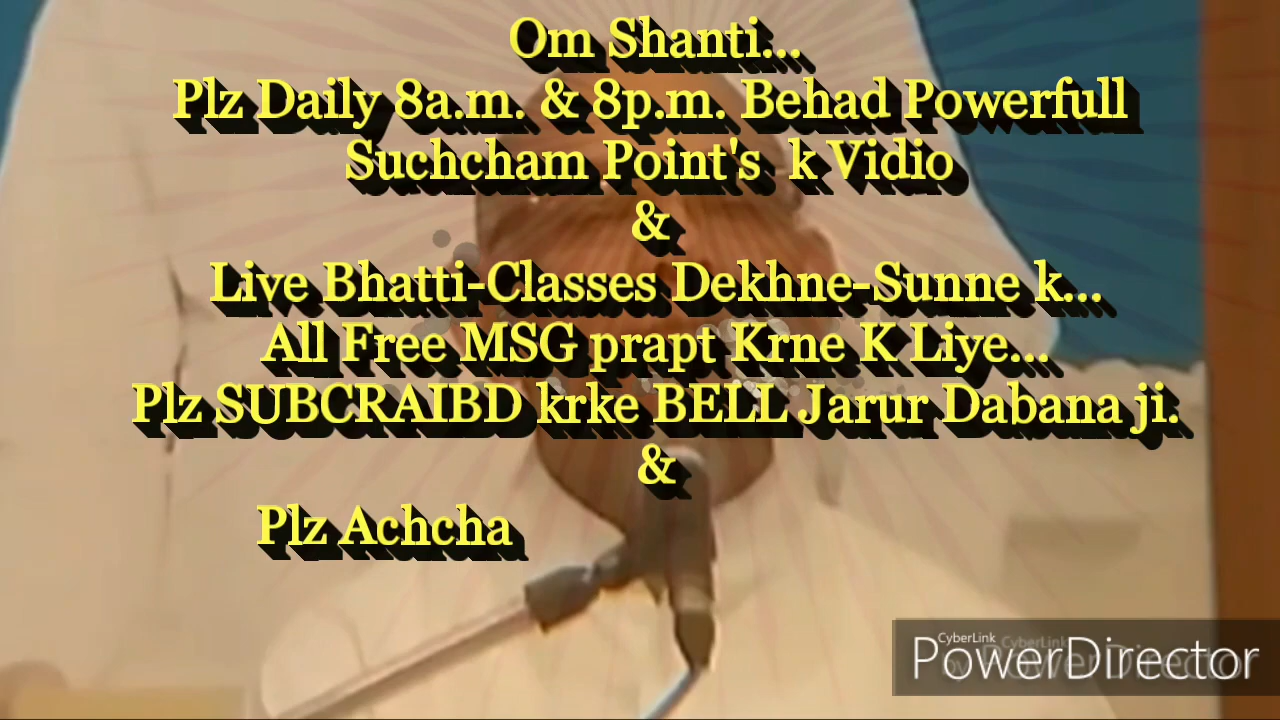 Om Shanti...
Plz Daily 8a.m. & 8p.m. Behad Powerfull
Suchcham Point's k Vidio
&
Live Bhatti-Classes Dekhne-Sunne k...
All Free MSG prapt Krne K Liye...
Plz SUBCRAIBD krke BELL Jarur Dabana ji.
&
Plz Achcha
CyberLink
PowerDirector